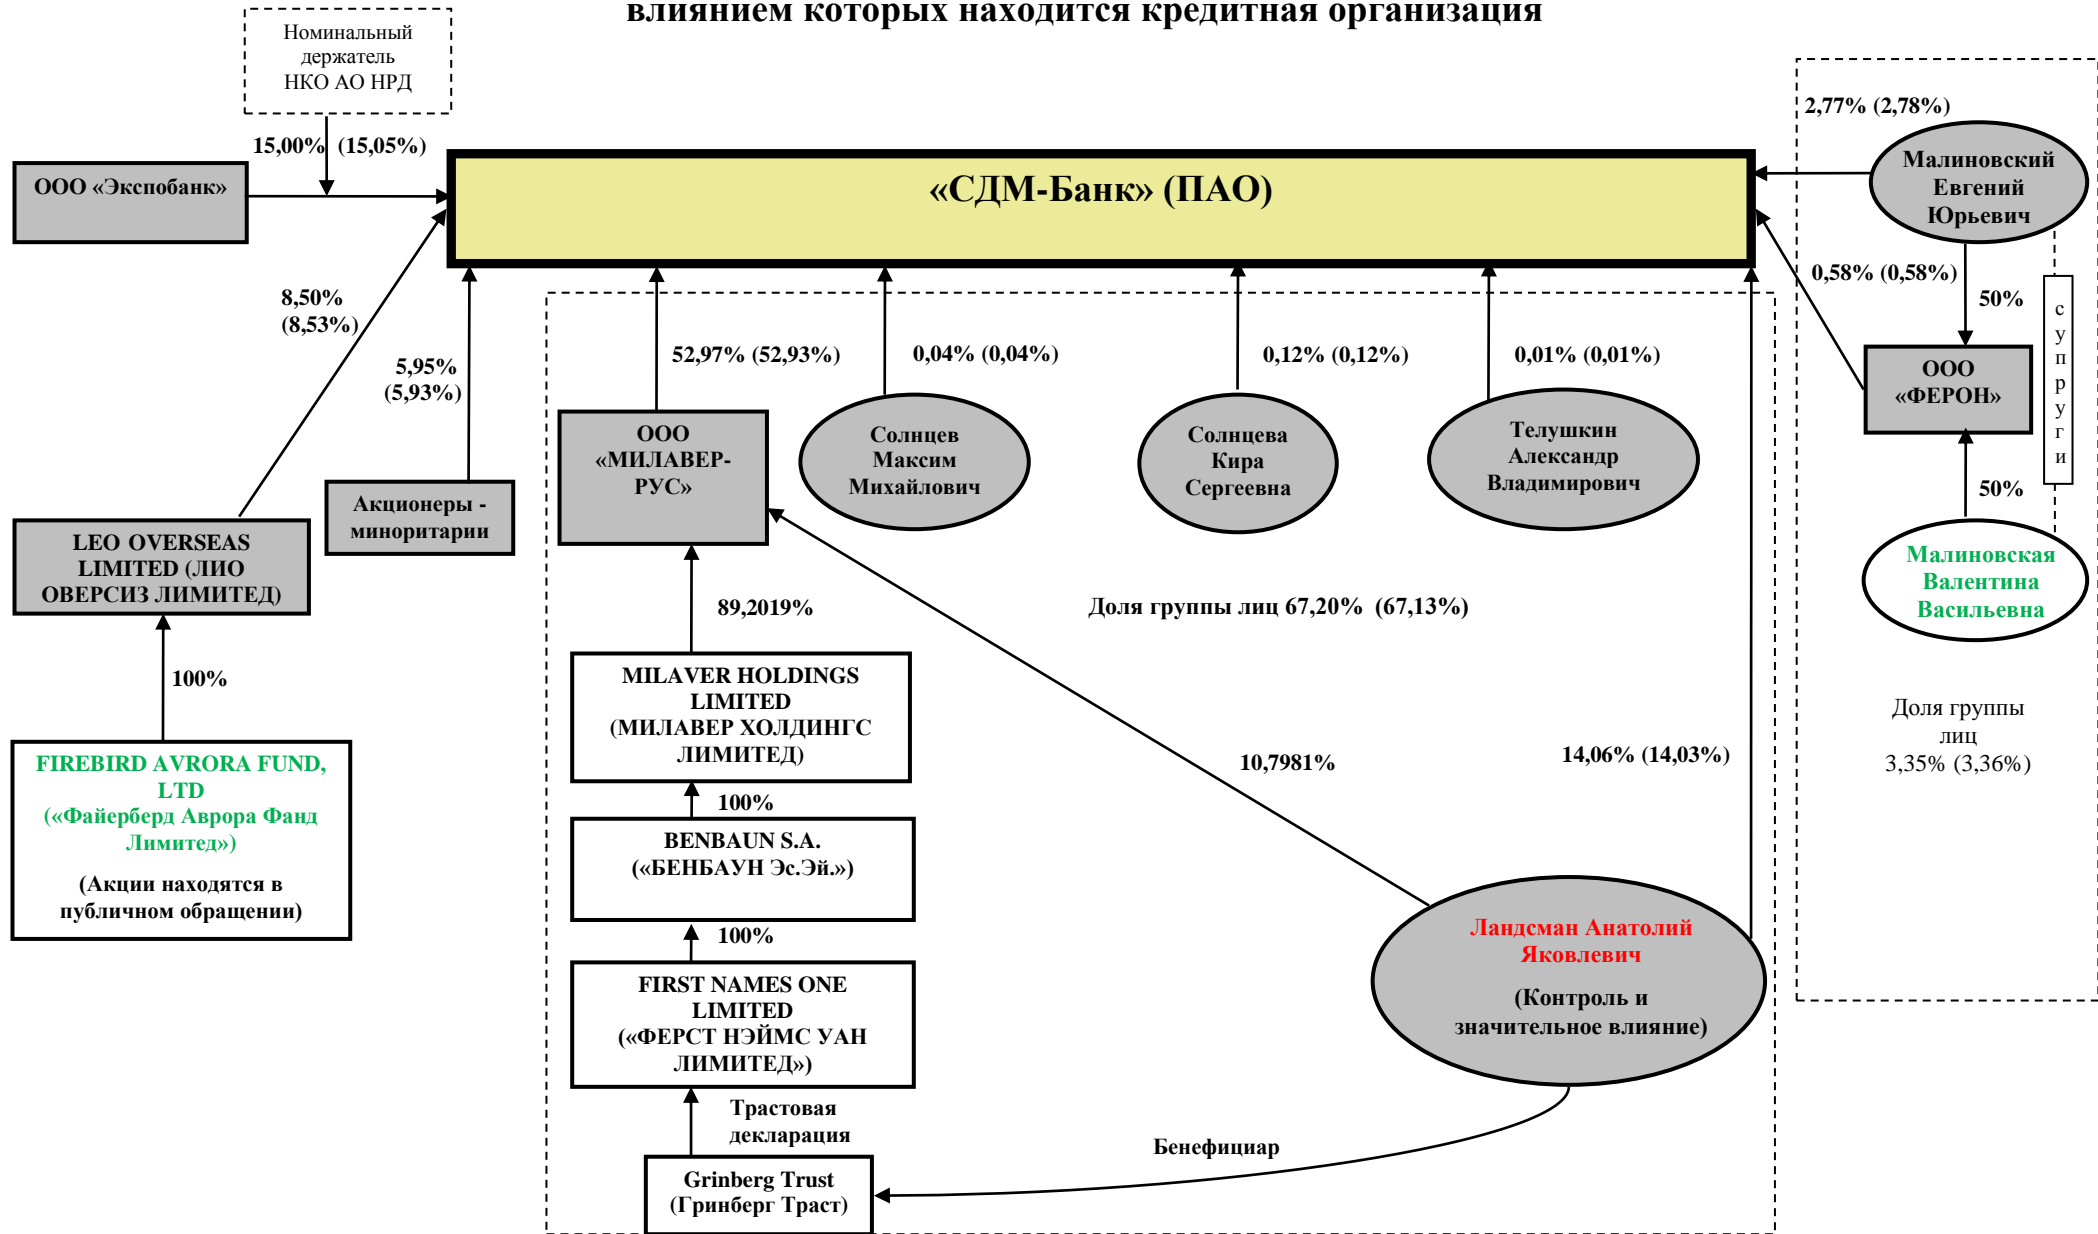 влиянием которых находится кредитная организация
Номинальный
держатель
НКО АО НРД
15,00%  (15,05%)
ООО «Экспобанк»
«СДМ-Банк» (ПАО)
2,77% (2,78%)
Малиновский
Евгений
Юрьевич
8,50%
(8,53%)
5,95%
(5,93%)
52,97% (52,93%)
0,04% (0,04%)
0,12% (0,12%)
0,01% (0,01%)
0,58% (0,58%)
50%
с
у
п
р
у
г
и
ООО
«ФЕРОН»
50%
Малиновская
Валентина
Васильевна
Доля группы
лиц
3,35% (3,36%)
ООО
«МИЛАВЕР-
РУС»
Солнцев
Максим
Михайлович
Солнцева
Кира
Сергеевна
Телушкин
Александр
Владимирович
Акционеры -
миноритарии
LEO OVERSEAS
LIMITED (ЛИО
ОВЕРСИЗ ЛИМИТЕД)
100%
FIREBIRD AVRORA FUND,
LTD
(«Файерберд Аврора Фанд
Лимитед»)
(Акции находятся в
публичном обращении)
89,2019%
Доля группы лиц 67,20%  (67,13%)
MILAVER HOLDINGS
LIMITED
(МИЛАВЕР ХОЛДИНГС
ЛИМИТЕД)
10,7981%
14,06% (14,03%)
100%
BENBAUN S.A.
(«БЕНБАУН Эс.Эй.»)
100%
FIRST NAMES ONE
LIMITED
(«ФЕРСТ НЭЙМС УАН
ЛИМИТЕД»)
Ландсман Анатолий
Яковлевич
(Контроль и
значительное влияние)
Трастовая
декларация
Бенефициар
Grinberg Trust
(Гринберг Траст)